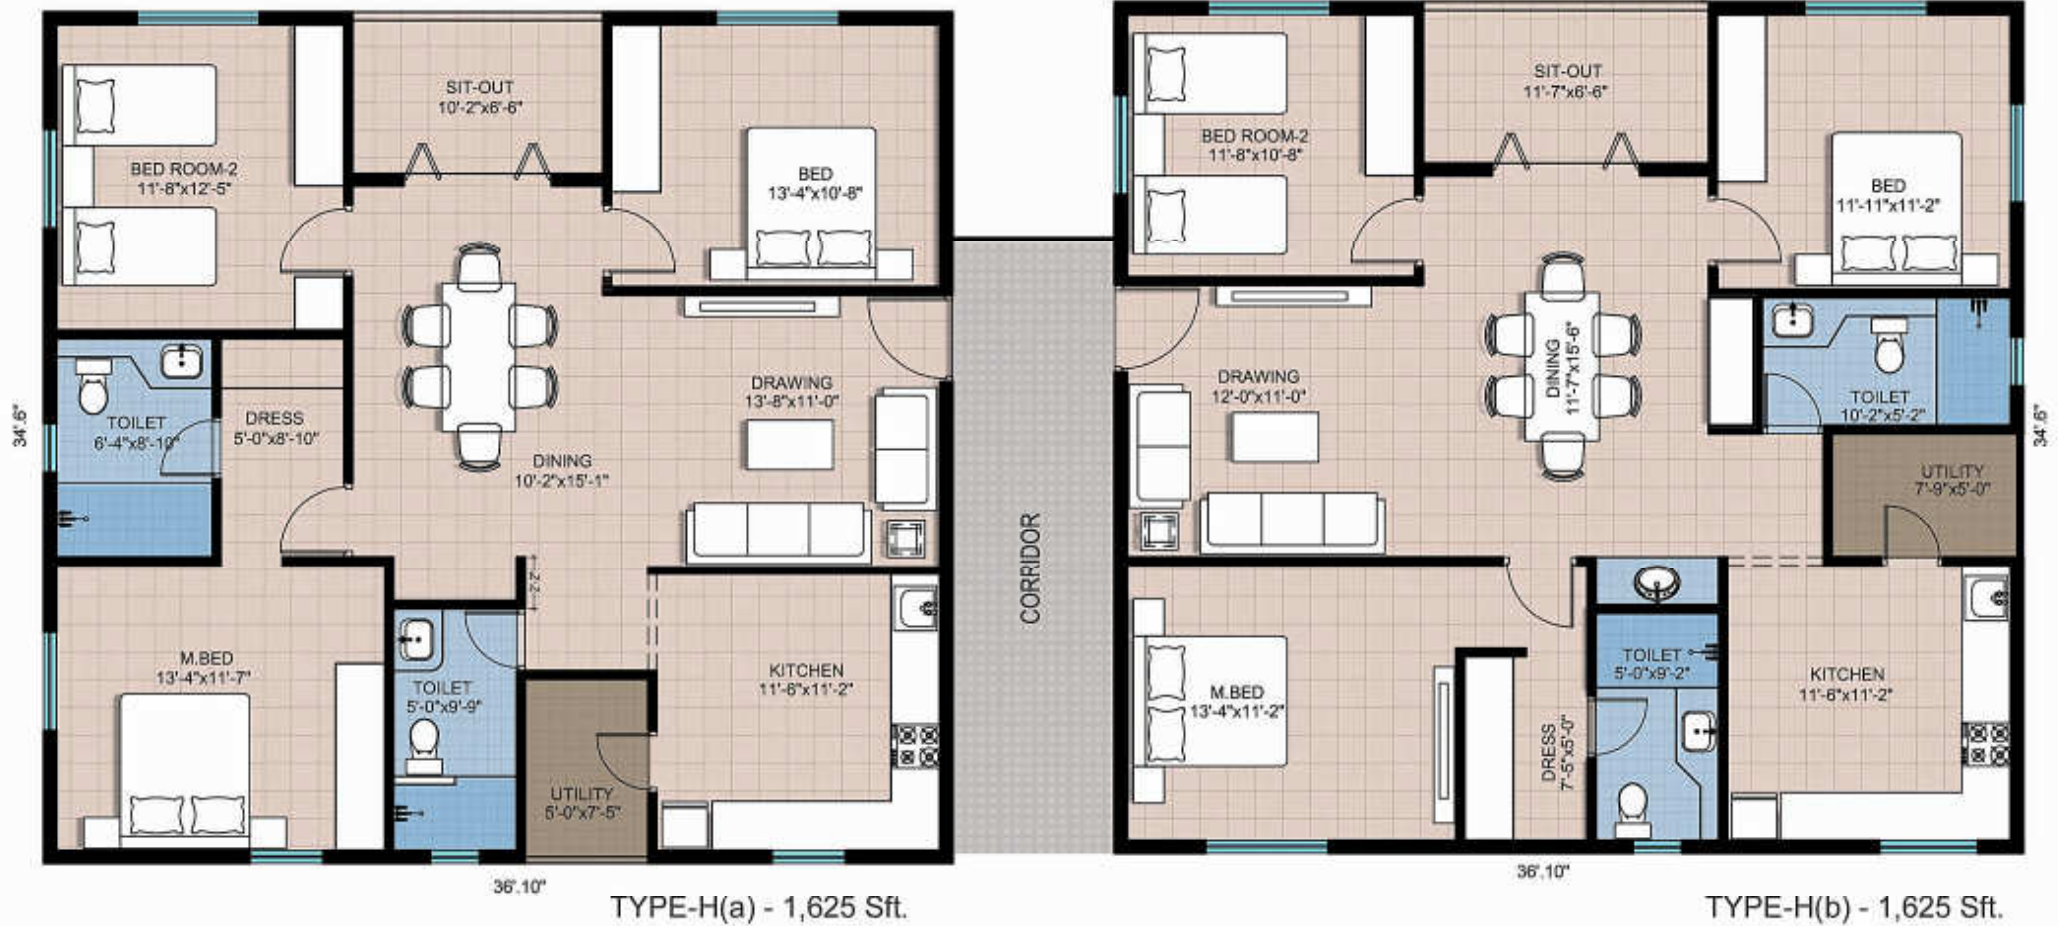 SIT-OUT
10'-2"x6'-6"
BED ROOM-2
11'-8"x12'-5"
BED
13'-4"x10'-8"
TOILET
6'-4"x8'-10"
DRESS
5'-0"x8'-10"
DRAWING
13'-8"x11'-0"
DINING
10'-2"x15'-1"
2'-2"
M.BED
13'-4"x11'-7"
TOILET
5'-0"x9'-9"
KITCHEN
11'-6"x11'-2"
UTILITY
5'-0"x7'-5"
34'.6"
36'.10"
TYPE-H(a) - 1,625 Sft.
CORRIDOR
SIT-OUT
11'-7"x6'-6"
BED ROOM-2
11'-8"x10'-8"
BED
11'-11"x11'-2"
DRAWING
12'-0"x11'-0"
DINING
11'-7"x15'-6"
TOILET
10'-2"x5'-2"
UTILITY
7'-9"x5'-0"
M.BED
13'-4"x11'-2"
DRESS
7'-5"x5'-0"
TOILET
5'-0"x9'-2"
KITCHEN
11'-6"x11'-2"
34'.6"
36'.10"
TYPE-H(b) - 1,625 Sft.